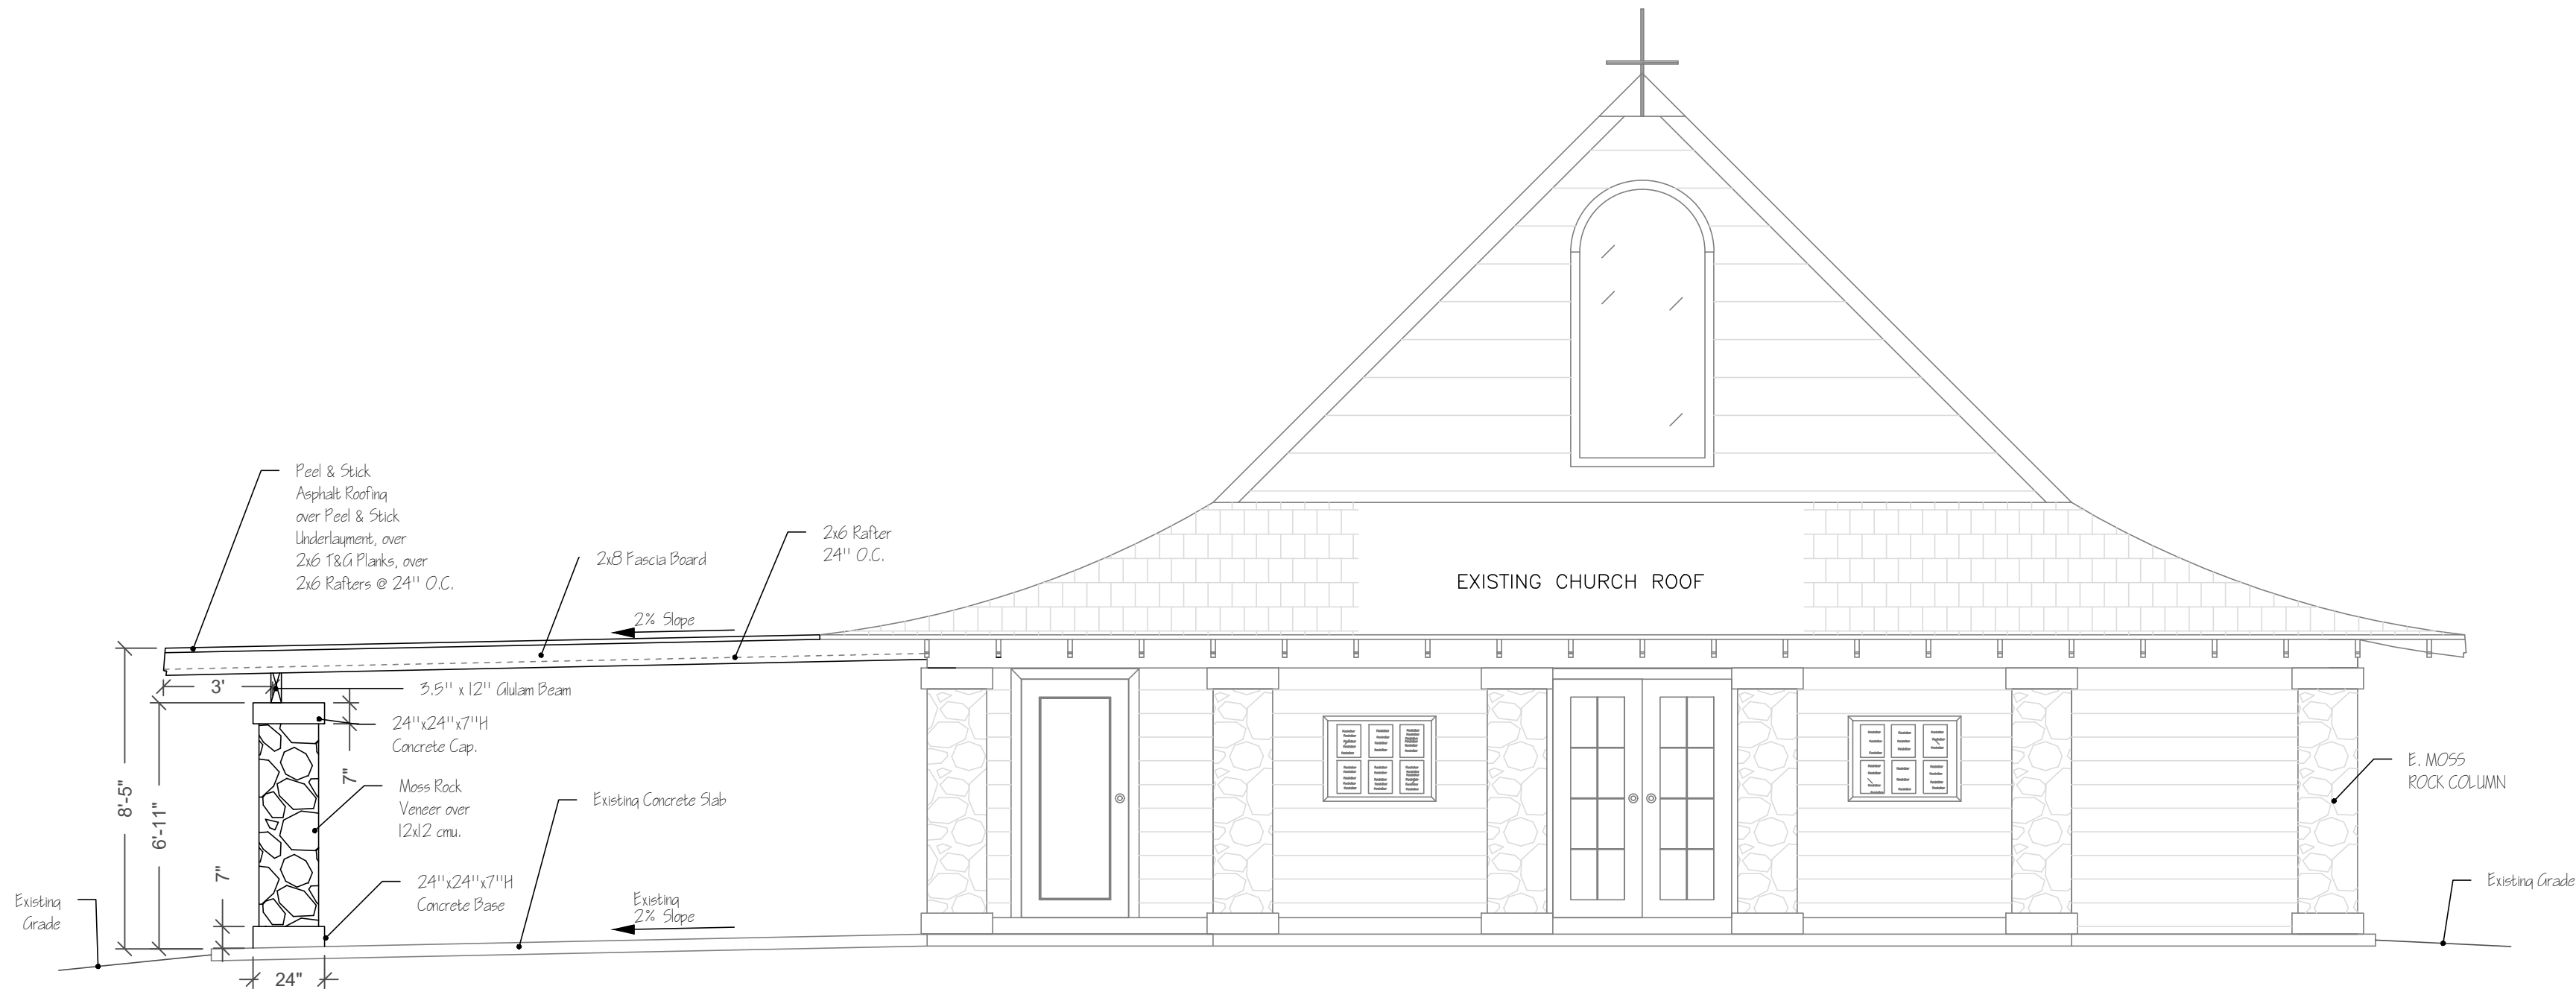 Peel & Stick
Asphalt Roofing
over Peel & Stick
Underlayment, over
2x6 T&G Planks, over
2x6 Rafters @ 24" O.C.
2x8 Fascia Board
2x6 Rafter
24" O.C.
2% Slope
EXISTING CHURCH ROOF
3'
3.5" x 12" Glulam Beam
24"x24"x7"H
Concrete Cap.
7"
Moss Rock
Veneer over
12x12 cmu.
8'-5"
6'-11"
7"
Existing Concrete Slab
24"x24"x7"H
Concrete Base
Existing
2% Slope
Existing
Grade
24"
E. MOSS
ROCK COLUMN
Existing Grade